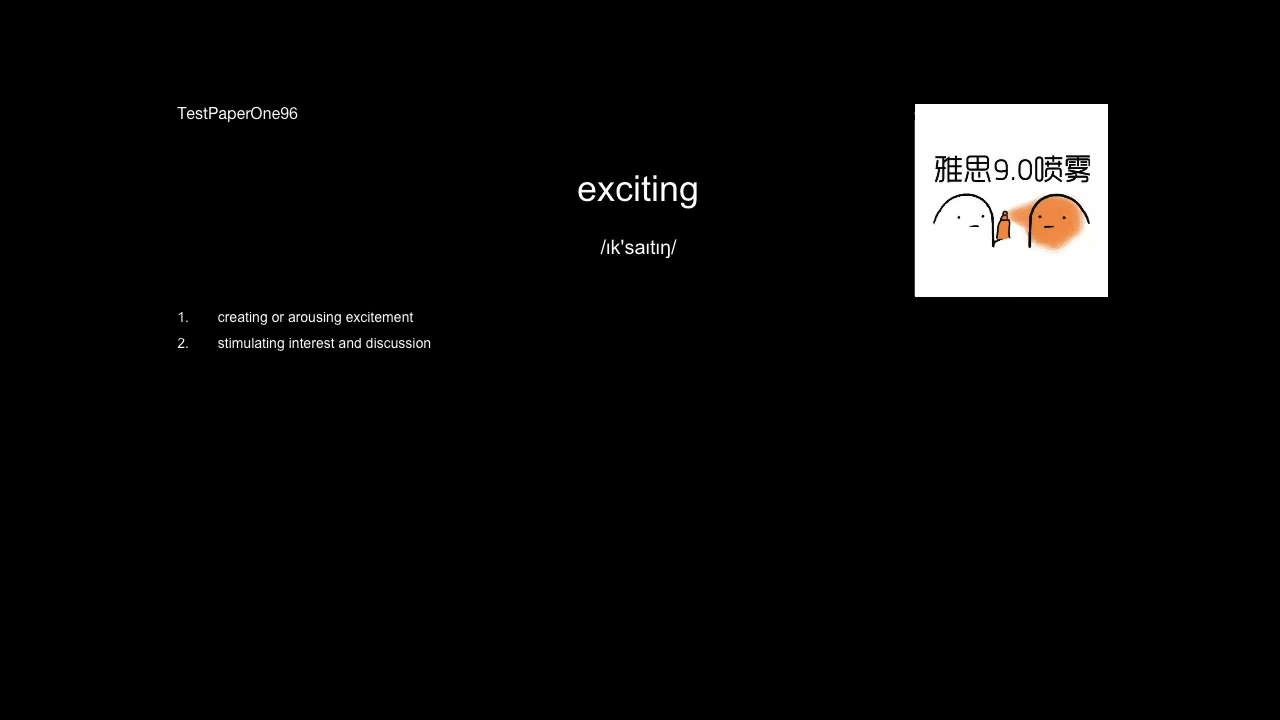 TestPaperOne96
雅思9.0喷雾
exciting
/ɪk'saɪtɪŋ/
1. creating or arousing excitement
2. stimulating interest and discussion